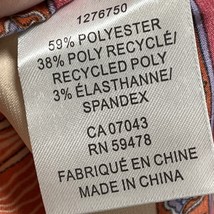 1276750
59% POLYESTER
38% POLY RECYCLÉ/
RECYCLED POLY
3% ÉLASTHANNE/
SPANDEX
CA 07043
RN 59478
FABRIQUÉ EN CHINE
MADE IN CHINA